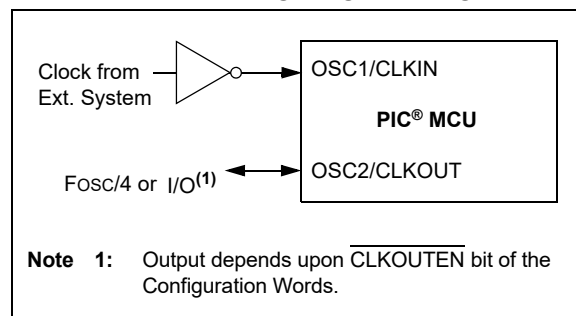 Clock from
Ext. System
OSC1/CLKIN
PIC® MCU
FOSC/4 or I/O(1)
OSC2/CLKOUT
Note 1: Output depends upon CLKOUTEN bit of the
Configuration Words.